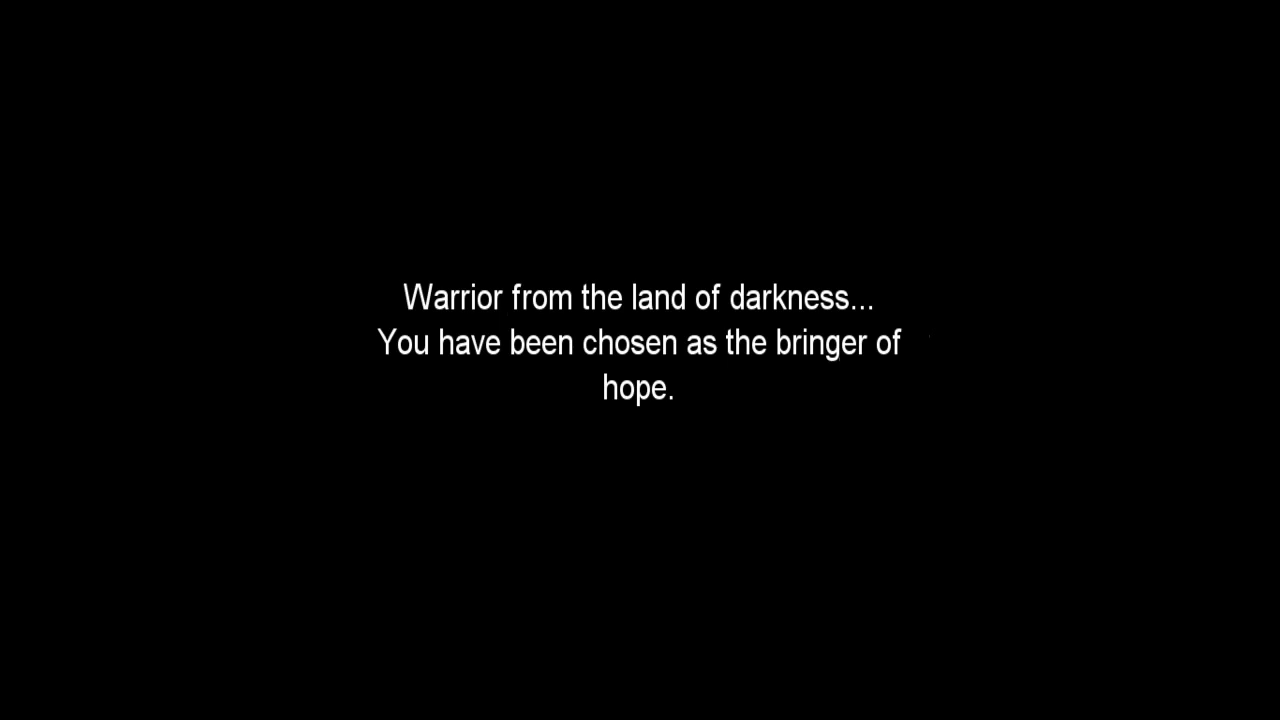 Warrior from the land of darkness...
You have been chosen as the bringer of
hope.